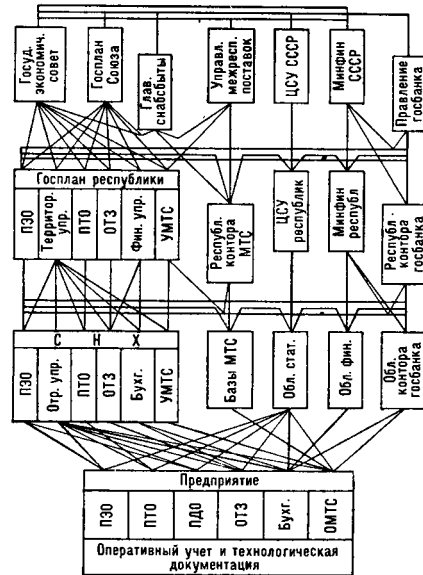 Госуд.
экономич.
совет
Госплан
Союза
Глав.
снабсбыты
Управл.
межресп.
поставок
ЦСУ СССР
Минфин
СССР
Правление
госбанка
Госплан республики
ПЭО
Территор.
упр.
ПТО
ОТЗ
Фин. упр.
УМТС
Республ.
контора
МТС
ЦСУ
республик
Минфин
республ
Республ.
контора
госбанка
С Н Х
ПЭО
Отр. упр.
ПТО
ОТЗ
Бухг.
УМТС
Базы МТС
Обл. стат.
Обл. фин.
Обл.
контора
госбанка
Предприятие
ПЭО
ПТО
ПДО
ОТЗ
Бухг.
ОМТС
Оперативный учет и технологическая
документация